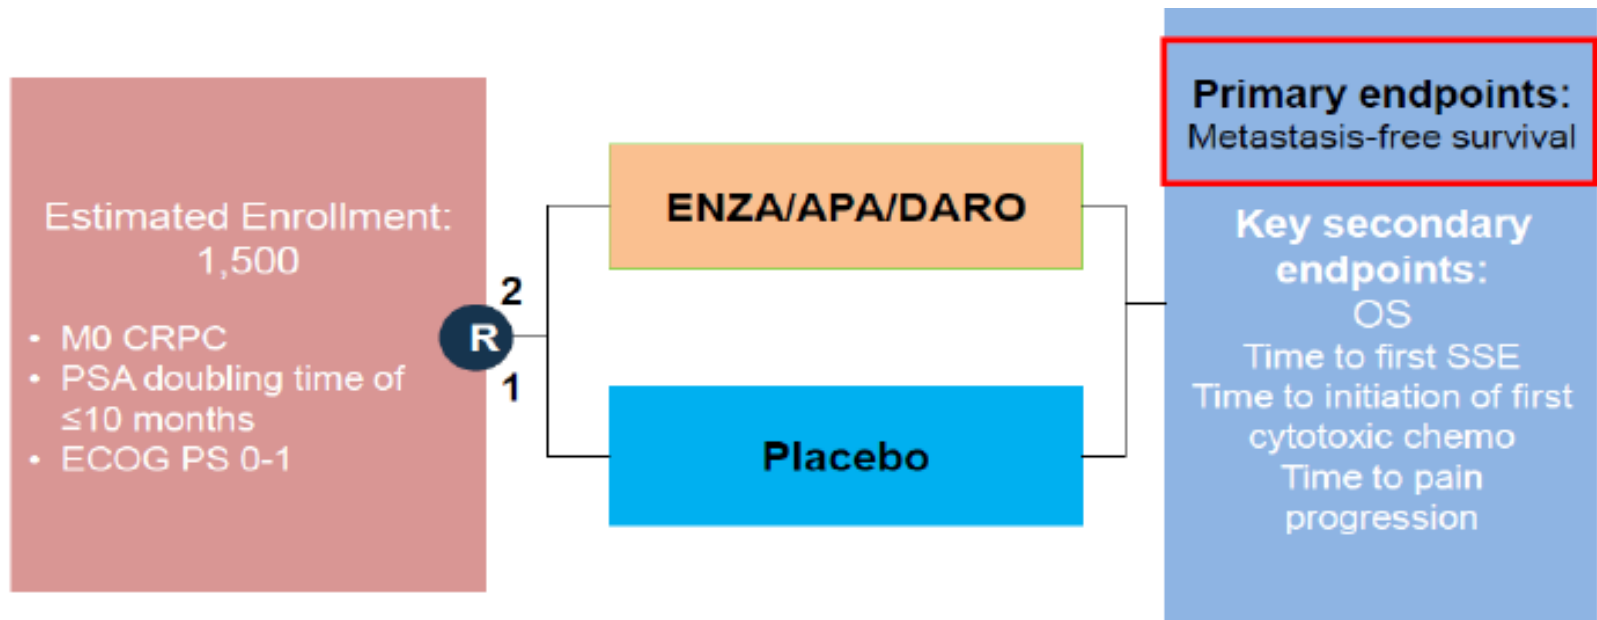 Estimated Enrollment:
1,500
• M0 CRPC
• PSA doubling time of
≤10 months
• ECOG PS 0-1
R
2
1
ENZA/APA/DARO
Placebo
Primary endpoints:
Metastasis-free survival
Key secondary
endpoints:
OS
Time to first SSE
Time to initiation of first
cytotoxic chemo
Time to pain
progression